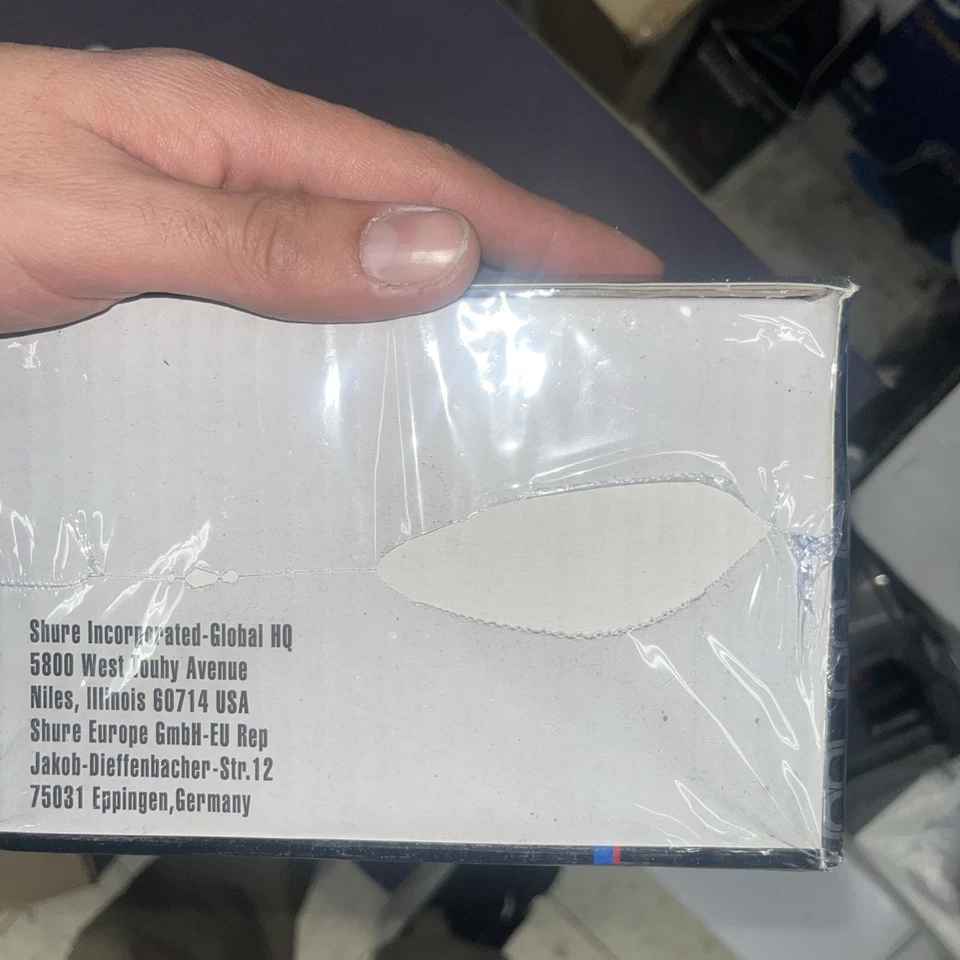 Shure Incorporated-Global HQ
5800 West Touhy Avenue
Niles, Illinois 60714 USA
Shure Europe GmbH-EU Rep
Jakob-Dieffenbacher-Str.12
75031 Eppingen,Germany